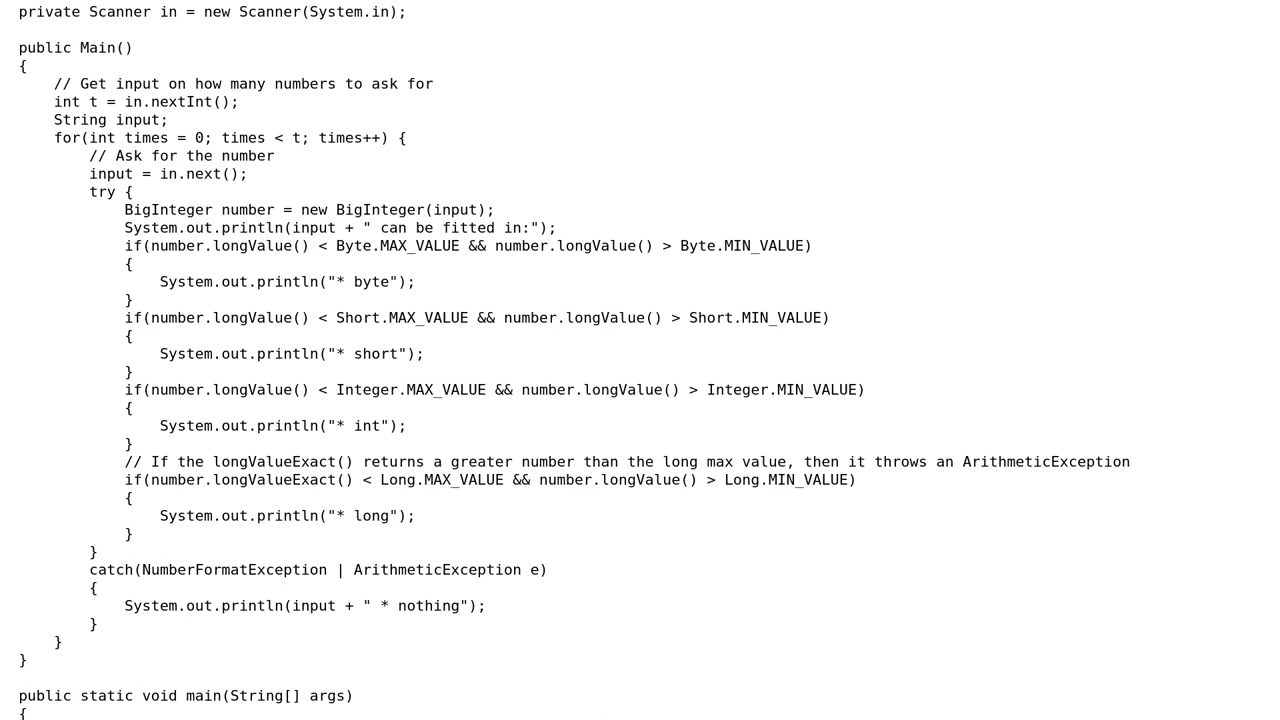 private Scanner in = new Scanner(System.in);

public Main()
{
    // Get input on how many numbers to ask for
    int t = in.nextInt();
    String input;
    for(int times = 0; times < t; times++) {
        // Ask for the number
        input = in.next();
        try {
            BigInteger number = new BigInteger(input);
            System.out.println(input + " can be fitted in:");
            if(number.longValue() < Byte.MAX_VALUE && number.longValue() > Byte.MIN_VALUE)
            {
                System.out.println("* byte");
            }
            if(number.longValue() < Short.MAX_VALUE && number.longValue() > Short.MIN_VALUE)
            {
                System.out.println("* short");
            }
            if(number.longValue() < Integer.MAX_VALUE && number.longValue() > Integer.MIN_VALUE)
            {
                System.out.println("* int");
            }
            // If the longValueExact() returns a greater number than the long max value, then it throws an ArithmeticException
            if(number.longValueExact() < Long.MAX_VALUE && number.longValue() > Long.MIN_VALUE)
            {
                System.out.println("* long");
            }
        }
        catch(NumberFormatException | ArithmeticException e)
        {
            System.out.println(input + " * nothing");
        }
    }
}

public static void main(String[] args)
{